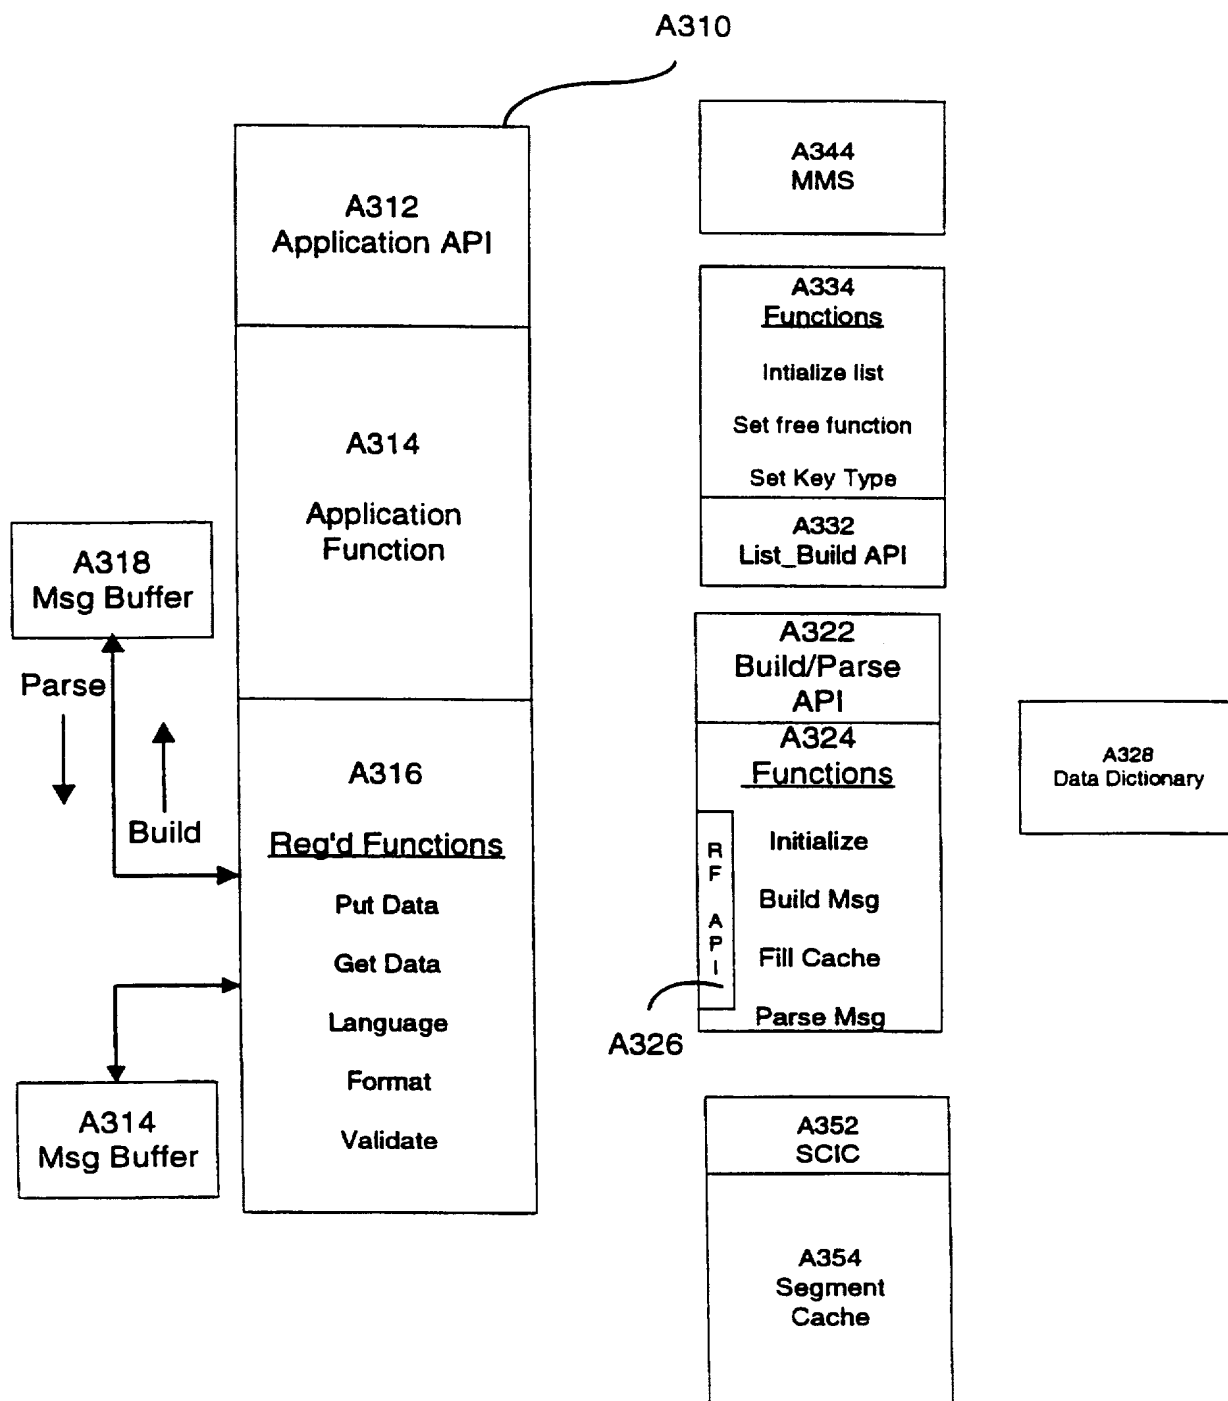 A310
A312
Application API
A314
Application
Function
A316
Reg'd Functions
Put Data
Get Data
Language
Format
Validate
A318
Msg Buffer
Parse
Build
A314
Msg Buffer
A344
MMS
A334
Functions
Intialize list
Set free function
Set Key Type
A332
List_Build API
A322
Build/Parse
API
A324
Functions
Initialize
Build Msg
Fill Cache
Parse Msg
RF API
A326
A328
Data Dictionary
A352
SCIC
A354
Segment
Cache